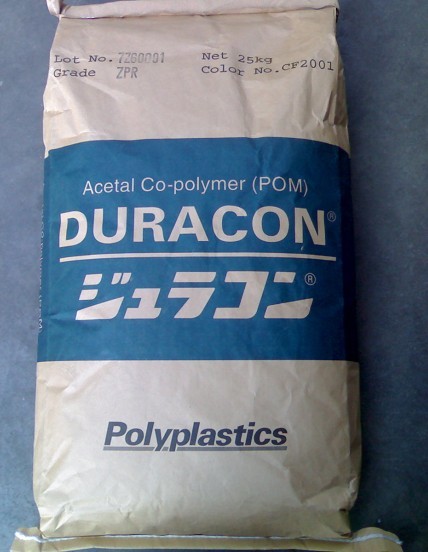 Lot No. 7Z60001 Net 25kg
Grade ZPR Color No. CF2001
Acetal Co-polymer (POM)
DURACON®
ジュラコン®
Polyplastics